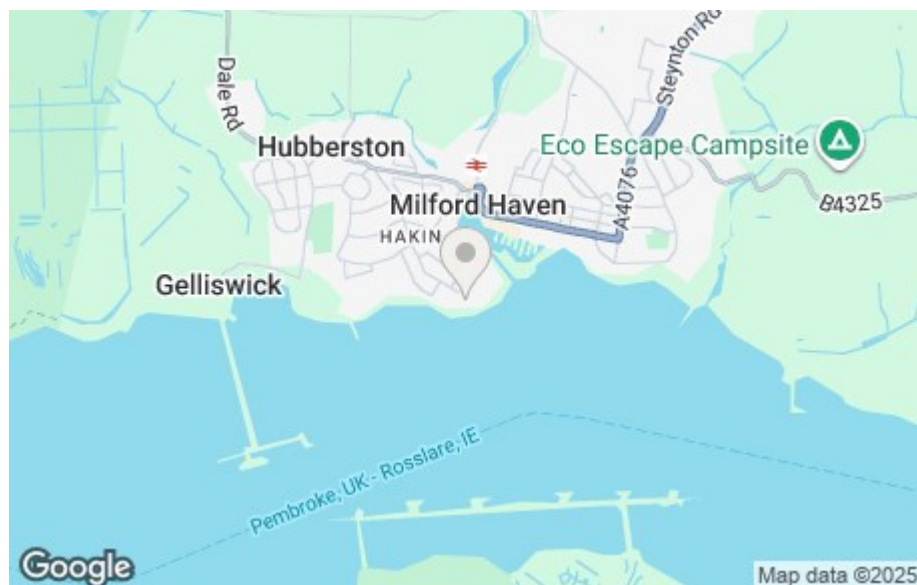 Steynton Rd
Dale Rd
Hubberston
Eco Escape Campsite
Milford Haven
A4076
B4325
HAKIN
Gelliswick
Pembroke, UK - Rosslare, IE
Google
Map data ©2025